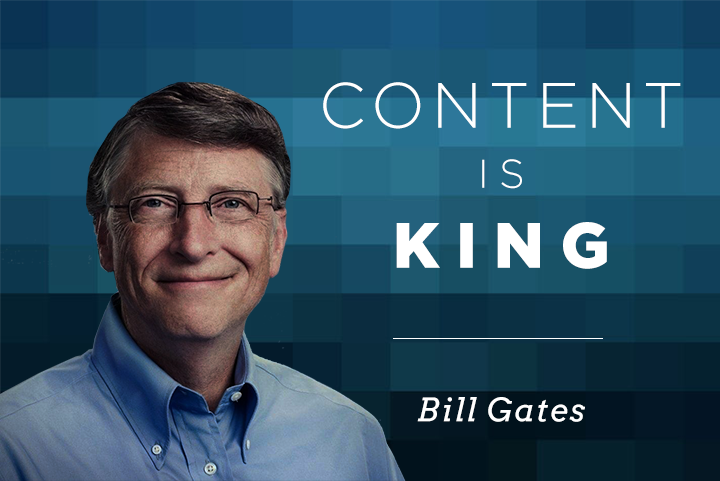 CONTENT
IS
KING
Bill Gates